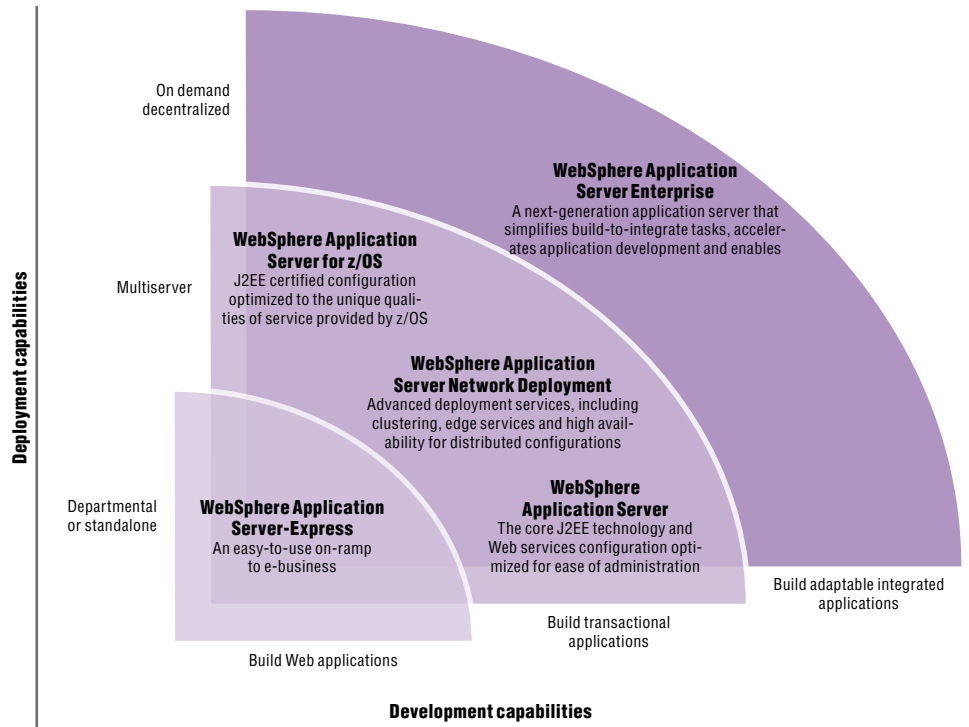 On demand
decentralized
WebSphere Application
Server Enterprise
A next-generation application server that
simplifies build-to-integrate tasks, acceler-
ates application development and enables
WebSphere Application
Server for z/OS
J2EE certified configuration
optimized to the unique quali-
ties of service provided by z/OS
Multiserver
Deployment capabilities
WebSphere Application
Server Network Deployment
Advanced deployment services, including
clustering, edge services and high avail-
ability for distributed configurations
Departmental
or standalone
WebSphere Application
Server-Express
An easy-to-use on-ramp
to e-business
WebSphere
Application Server
The core J2EE technology and
Web services configuration opti-
mized for ease of administration
Build adaptable integrated
applications
Build transactional
applications
Build Web applications
Development capabilities